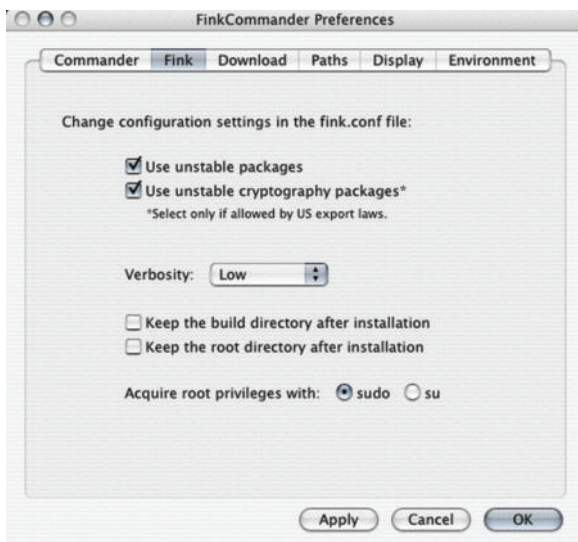 FinkCommander Preferences
Commander Fink Download Paths Display Environment
Change configuration settings in the fink.conf file:
Use unstable packages
Use unstable cryptography packages*
*Select only if allowed by US export laws.
Verbosity: Low
Keep the build directory after installation
Keep the root directory after installation
Acquire root privileges with: sudo su
Apply Cancel OK